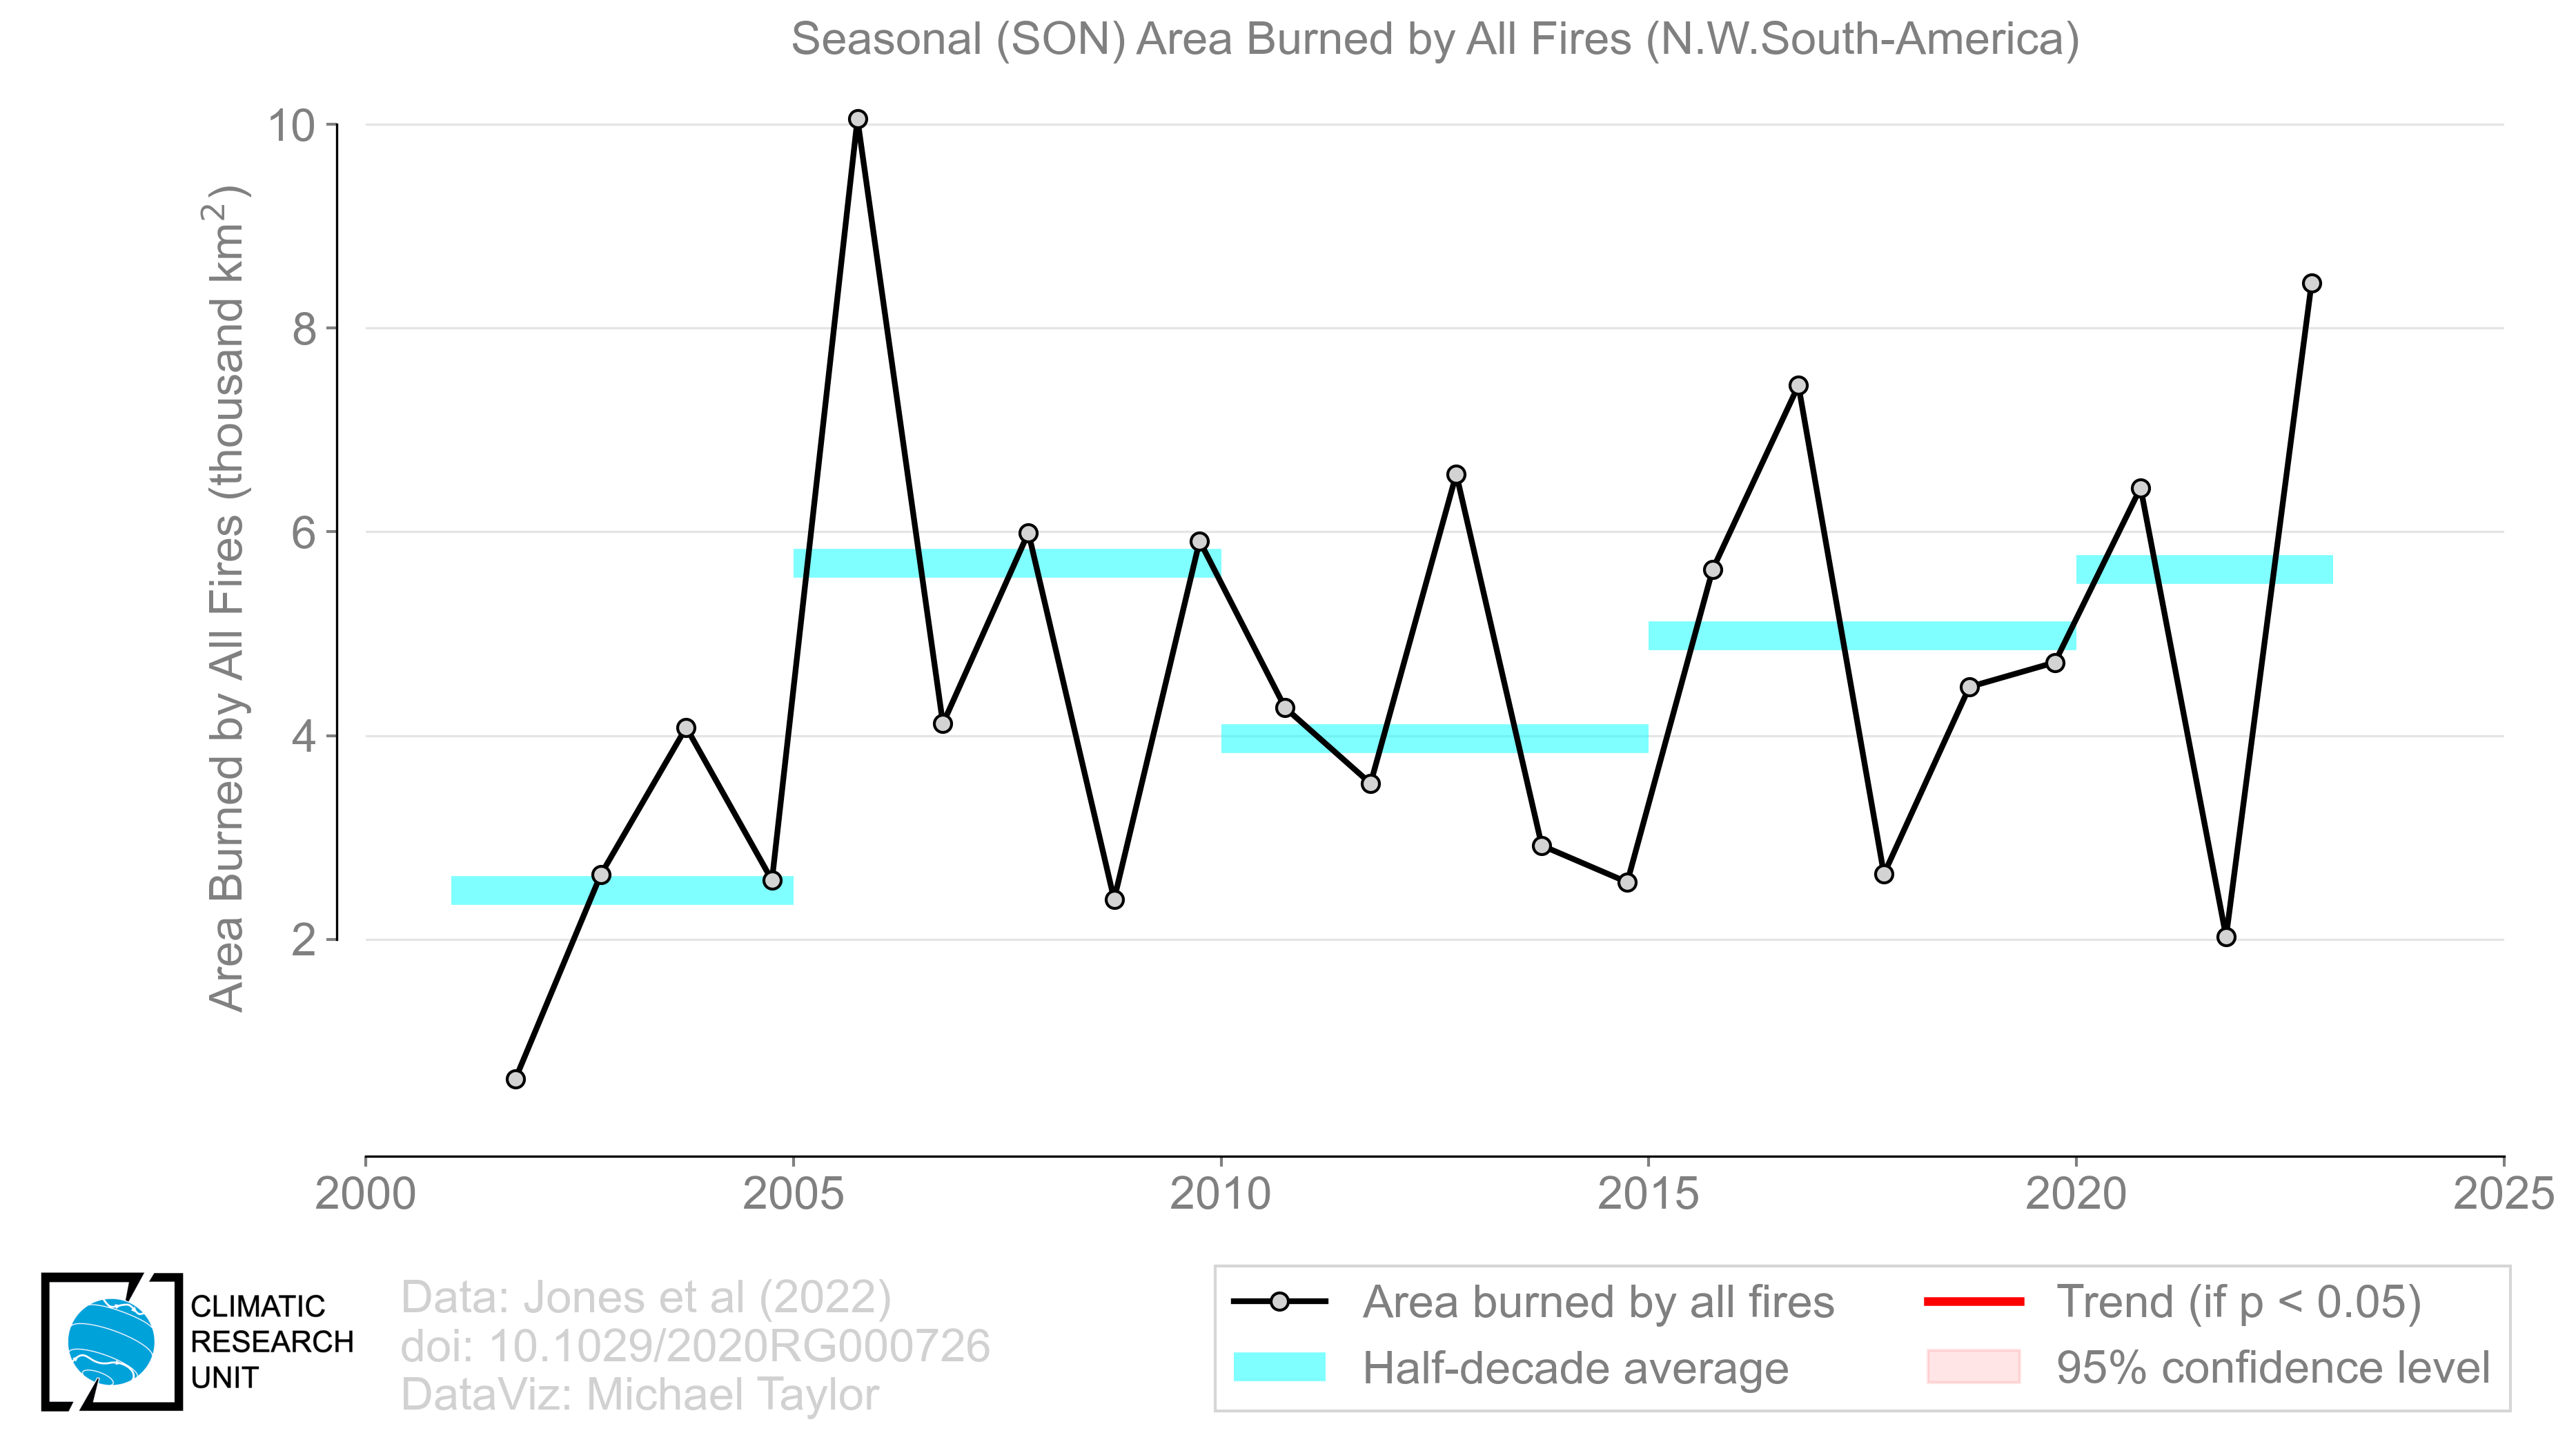 Seasonal (SON) Area Burned by All Fires (N.W.South-America)
Area Burned by All Fires (thousand km²)
10
8
6
4
2
2000 2005 2010 2015 2020 2025
CLIMATIC
RESEARCH
UNIT
Data: Jones et al (2022)
doi: 10.1029/2020RG000726
DataViz: Michael Taylor
Area burned by all fires
Half-decade average
Trend (if p < 0.05)
95% confidence level